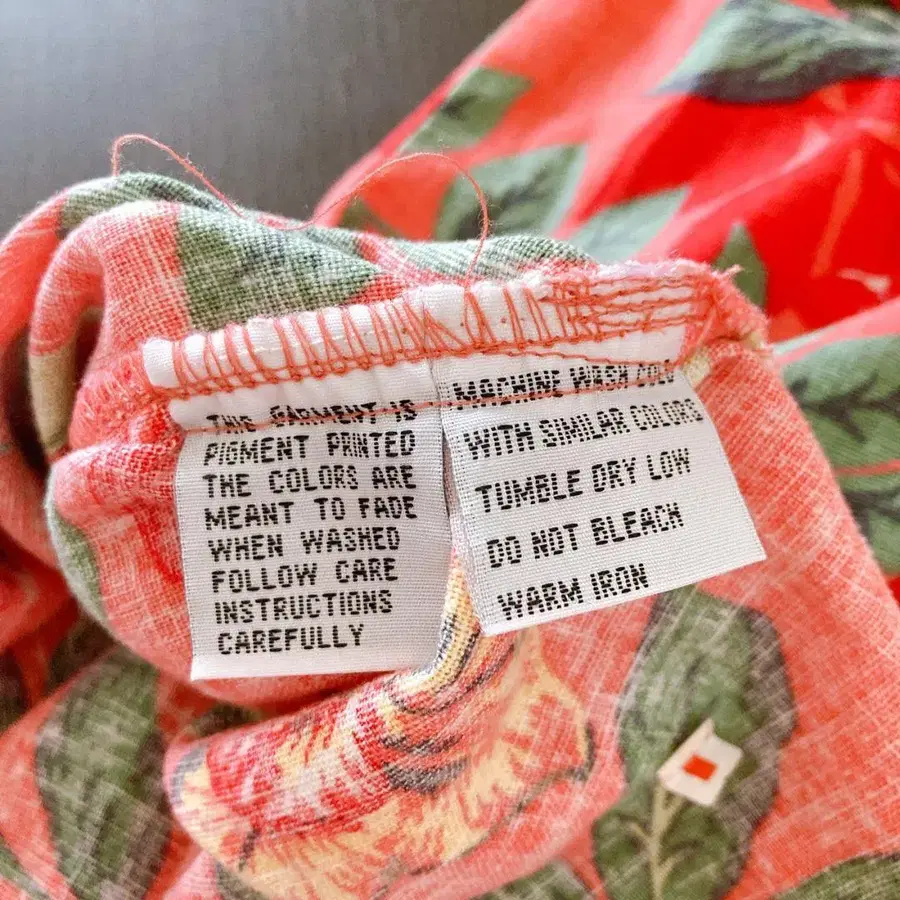 THIS GARMENT IS
PIGMENT PRINTED
THE COLORS ARE
MEANT TO FADE
WHEN WASHED
FOLLOW CARE
INSTRUCTIONS
CAREFULLY
MACHINE WASH COLD
WITH SIMILAR COLORS
TUMBLE DRY LOW
DO NOT BLEACH
WARM IRON